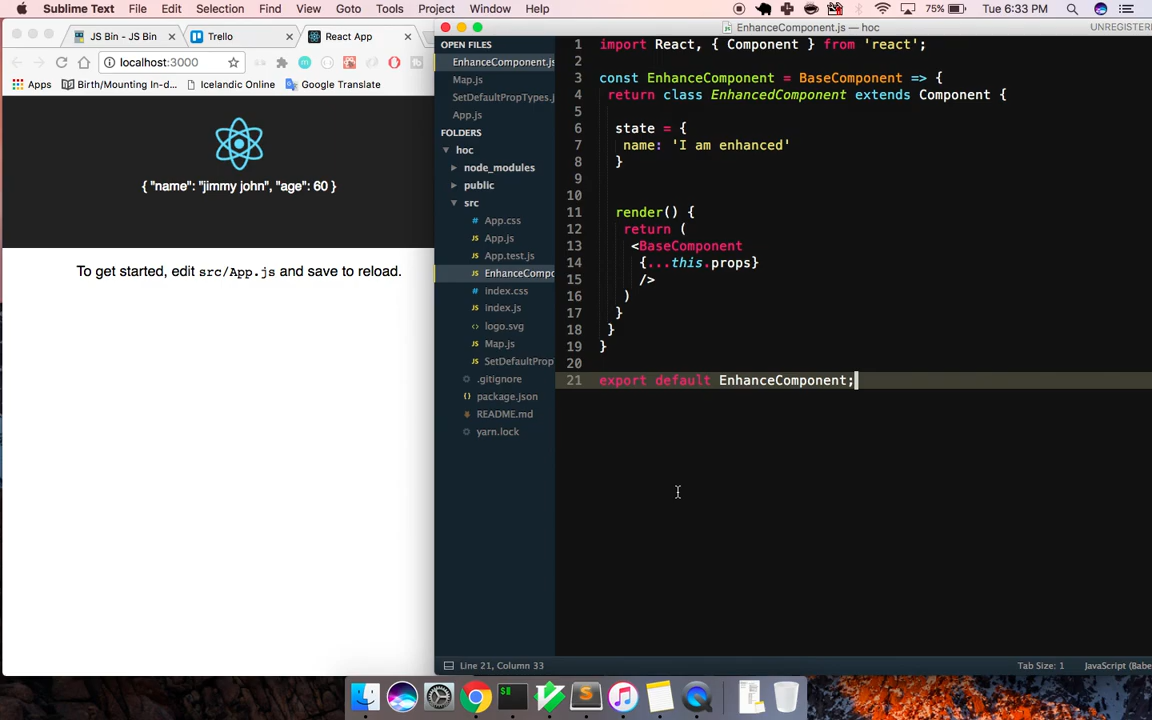 Sublime Text File Edit Selection Find View Goto Tools Project Window Help 75% Tue 6:33 PM
JS Bin - JS Bin Trello React App
localhost:3000
Apps Birth/Mounting In-d... Icelandic Online Google Translate
{ "name": "jimmy john", "age": 60 }
To get started, edit src/App.js and save to reload.
EnhanceComponent.js — hoc UNREGISTER
OPEN FILES
EnhanceComponent.js
Map.js
SetDefaultPropTypes.j
App.js
FOLDERS
hoc
node_modules
public
src
App.css
App.js
App.test.js
EnhanceCompo
index.css
index.js
logo.svg
Map.js
SetDefaultProp
.gitignore
package.json
README.md
yarn.lock
1 import React, { Component } from 'react';
2
3 const EnhanceComponent = BaseComponent => {
4 return class EnhancedComponent extends Component {
5
6 state = {
7 name: 'I am enhanced'
8 }
9
10
11 render() {
12 return (
13 <BaseComponent
14 {...this.props}
15 />
16 )
17 }
18 }
19 }
20
21 export default EnhanceComponent;
Line 21, Column 33 Tab Size: 1 JavaScript (Babe